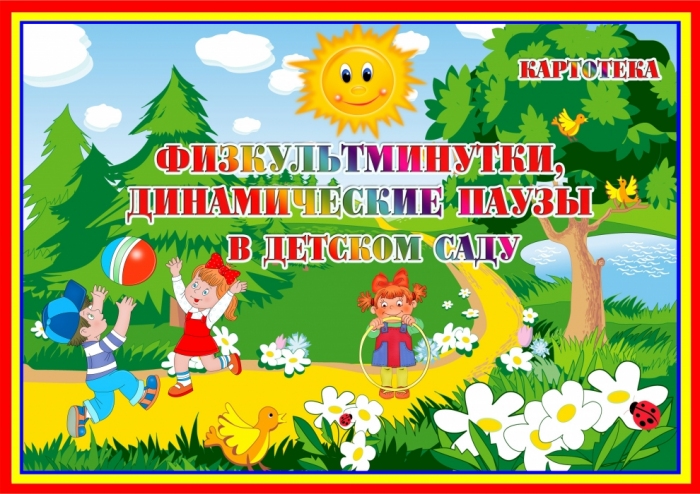 КАРТОТЕКА
ФИЗКУЛЬТМИНУТКИ,
ДИНАМИЧЕСКИЕ ПАУЗЫ
В ДЕТСКОМ САДУ